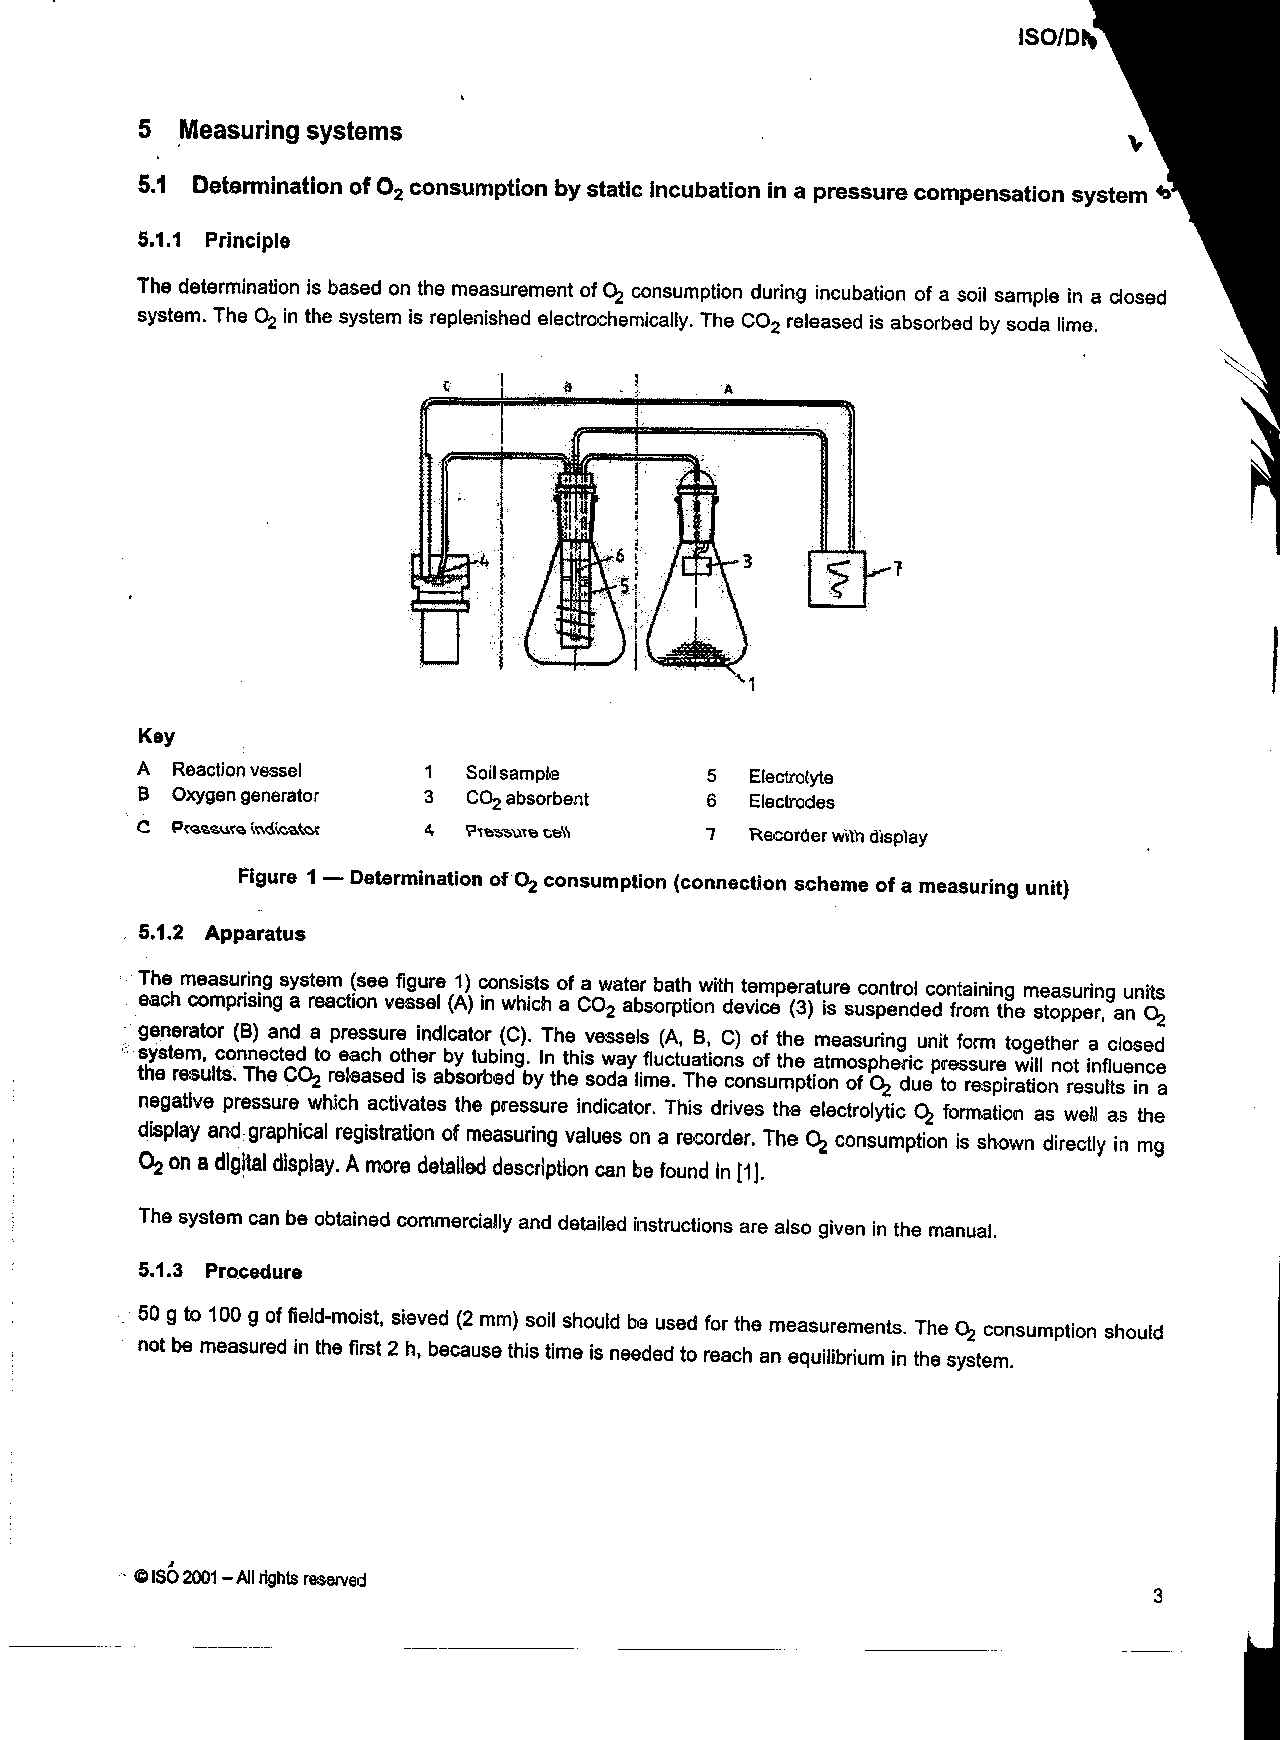 ISO/D
5 Measuring systems
5.1 Determination of O2 consumption by static incubation in a pressure compensation system
5.1.1 Principle
The determination is based on the measurement of O2 consumption during incubation of a soil sample in a closed
system. The O2 in the system is replenished electrochemically. The CO2 released is absorbed by soda lime.
C B A
4 6 3 7
5
1
Key
A Reaction vessel 1 Soil sample 5 Electrolyte
B Oxygen generator 3 CO2 absorbent 6 Electrodes
C Pressure indicator 4 Pressure cell 7 Recorder with display
Figure 1 — Determination of O2 consumption (connection scheme of a measuring unit)
5.1.2 Apparatus
The measuring system (see figure 1) consists of a water bath with temperature control containing measuring units
each comprising a reaction vessel (A) in which a CO2 absorption device (3) is suspended from the stopper, an O2
generator (B) and a pressure indicator (C). The vessels (A, B, C) of the measuring unit form together a closed
system, connected to each other by tubing. In this way fluctuations of the atmospheric pressure will not influence
the results. The CO2 released is absorbed by the soda lime. The consumption of O2 due to respiration results in a
negative pressure which activates the pressure indicator. This drives the electrolytic O2 formation as well as the
display and graphical registration of measuring values on a recorder. The O2 consumption is shown directly in mg
O2 on a digital display. A more detailed description can be found in [1].
The system can be obtained commercially and detailed instructions are also given in the manual.
5.1.3 Procedure
50 g to 100 g of field-moist, sieved (2 mm) soil should be used for the measurements. The O2 consumption should
not be measured in the first 2 h, because this time is needed to reach an equilibrium in the system.
© ISO 2001 – All rights reserved
3